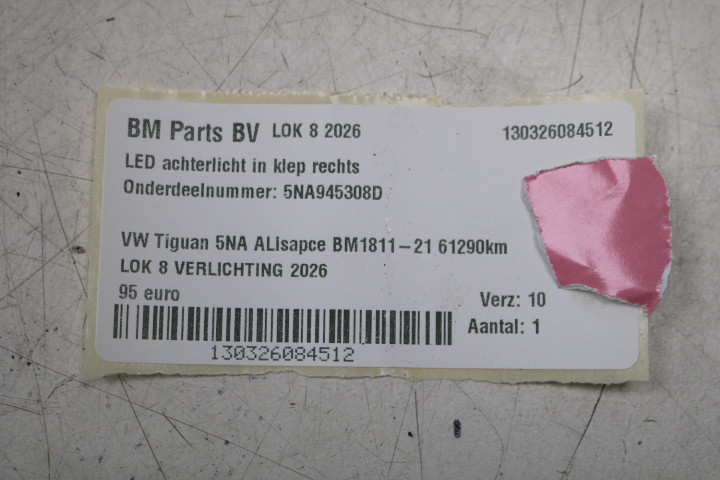 BM Parts BV LOK 8 2026 130326084512
LED achterlicht in klep rechts
Onderdeelnummer: 5NA945308D
VW Tiguan 5NA ALlsapce BM1811-21 61290km
LOK 8 VERLICHTING 2026
95 euro Verz: 10
Aantal: 1
130326084512